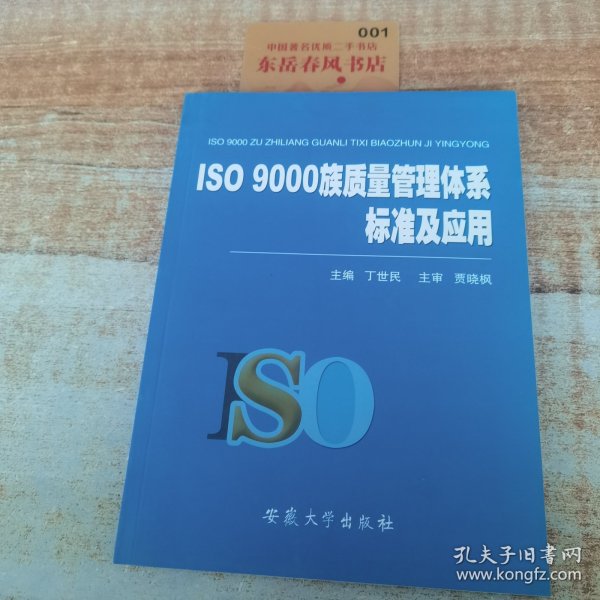 001
中国著名优质二手书店
东岳春风书店
ISO 9000 ZU ZHILIANG GUANLI TIXI BIAOZHUN JI YINGYONG
ISO 9000族质量管理体系
标准及应用
主编 丁世民 主审 贾晓枫
ISO
安徽大学出版社
孔夫子旧书网
www.kongfz.com